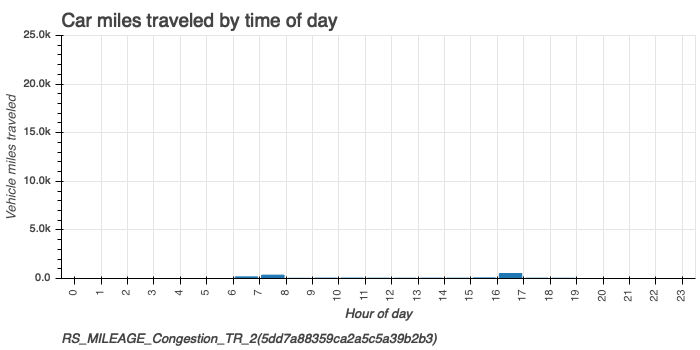 Car miles traveled by time of day
25.0k
20.0k
15.0k
10.0k
5.0k
0.0
Vehicle miles traveled
0 1 2 3 4 5 6 7 8 9 10 11 12 13 14 15 16 17 18 19 20 21 22 23
Hour of day
RS_MILEAGE_Congestion_TR_2(5dd7a88359ca2a5c5a39b2b3)